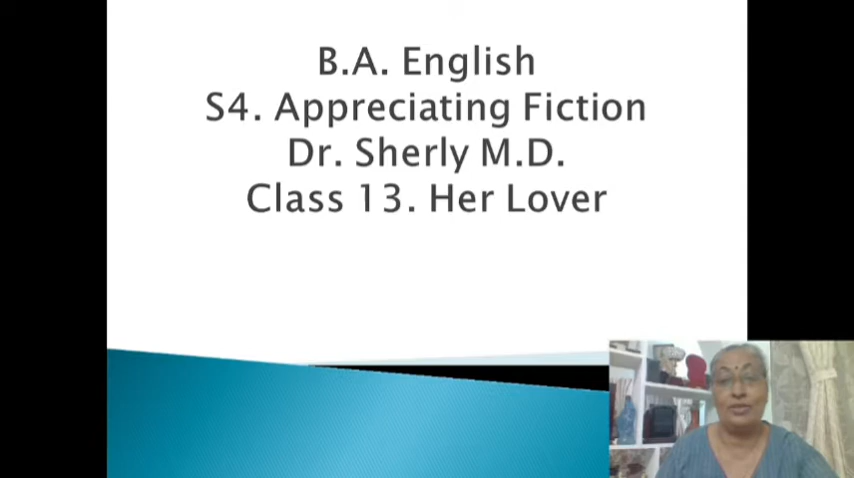 B.A. English
S4. Appreciating Fiction
Dr. Sherly M.D.
Class 13. Her Lover